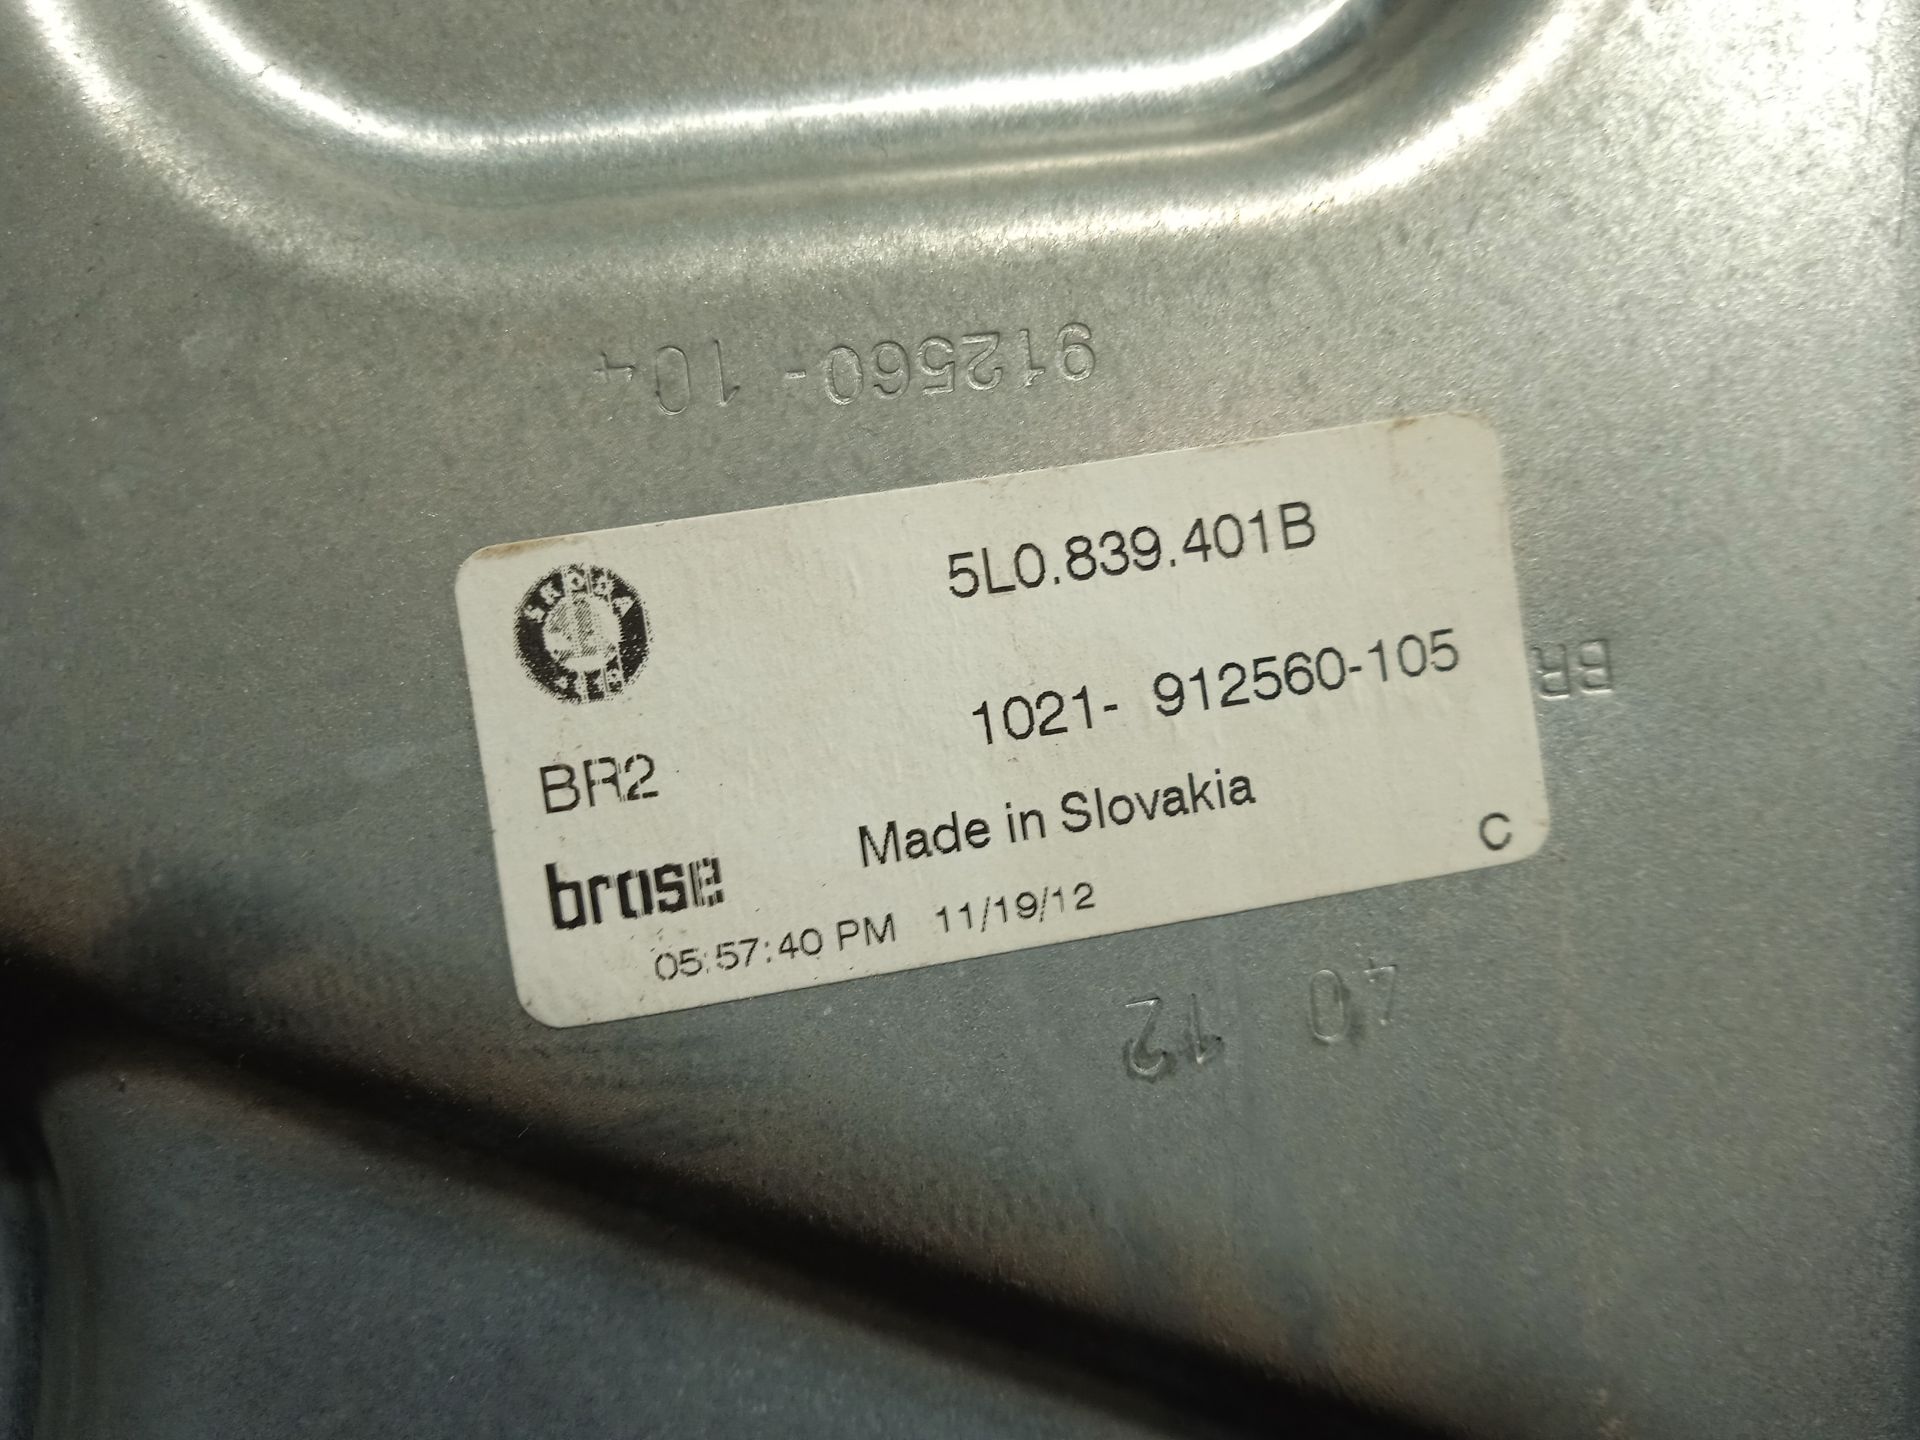 912560-104
SKODA
5L0.839.401B
1021- 912560-105
BR
BR2
Made in Slovakia
C
brose
05:57:40 PM 11/19/12
40 12